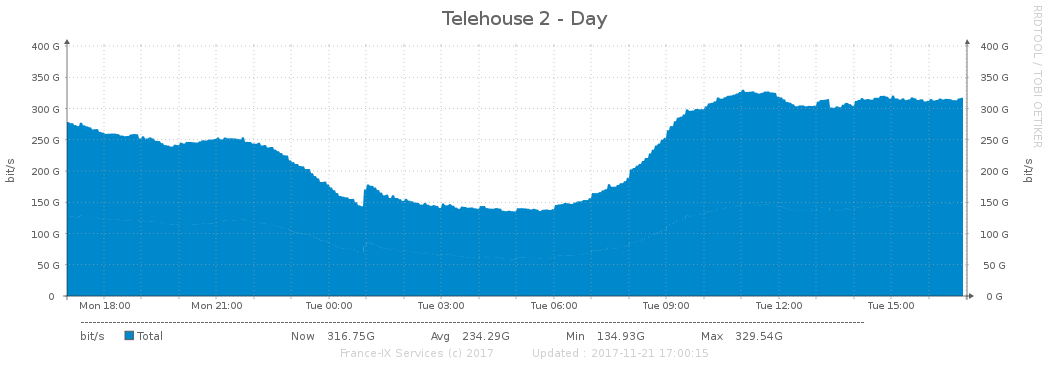 Telehouse 2 - Day
RRDTOOL / TOBI OETIKER
400 G 400 G
350 G 350 G
300 G 300 G
250 G 250 G
200 G 200 G
150 G 150 G
100 G 100 G
50 G 50 G
0 0 G
bit/s
bit/s
Mon 18:00 Mon 21:00 Tue 00:00 Tue 03:00 Tue 06:00 Tue 09:00 Tue 12:00 Tue 15:00
bit/s Total Now 316.75G Avg 234.29G Min 134.93G Max 329.54G
France-IX Services (c) 2017 Updated : 2017-11-21 17:00:15